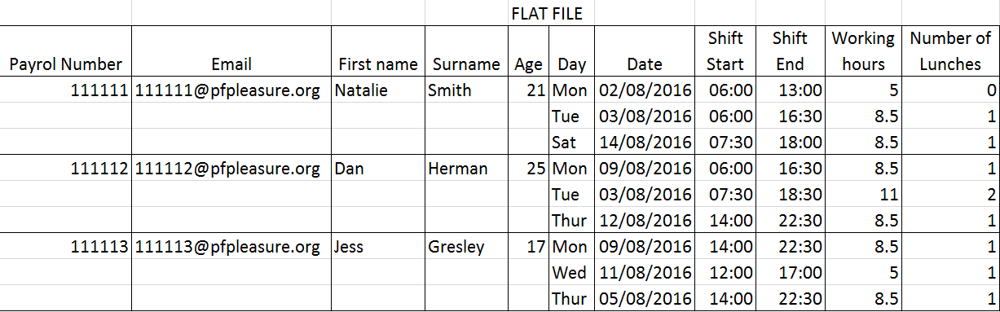 FLAT FILE
Payrol Number Email First name Surname Age Day Date Shift Start Shift End Working hours Number of Lunches
111111 111111@pfpleasure.org Natalie Smith 21 Mon 02/08/2016 06:00 13:00 5 0
Tue 03/08/2016 06:00 16:30 8.5 1
Sat 14/08/2016 07:30 18:00 8.5 1
111112 111112@pfpleasure.org Dan Herman 25 Mon 09/08/2016 06:00 16:30 8.5 1
Tue 03/08/2016 07:30 18:30 11 2
Thur 12/08/2016 14:00 22:30 8.5 1
111113 111113@pfpleasure.org Jess Gresley 17 Mon 09/08/2016 14:00 22:30 8.5 1
Wed 11/08/2016 12:00 17:00 5 1
Thur 05/08/2016 14:00 22:30 8.5 1